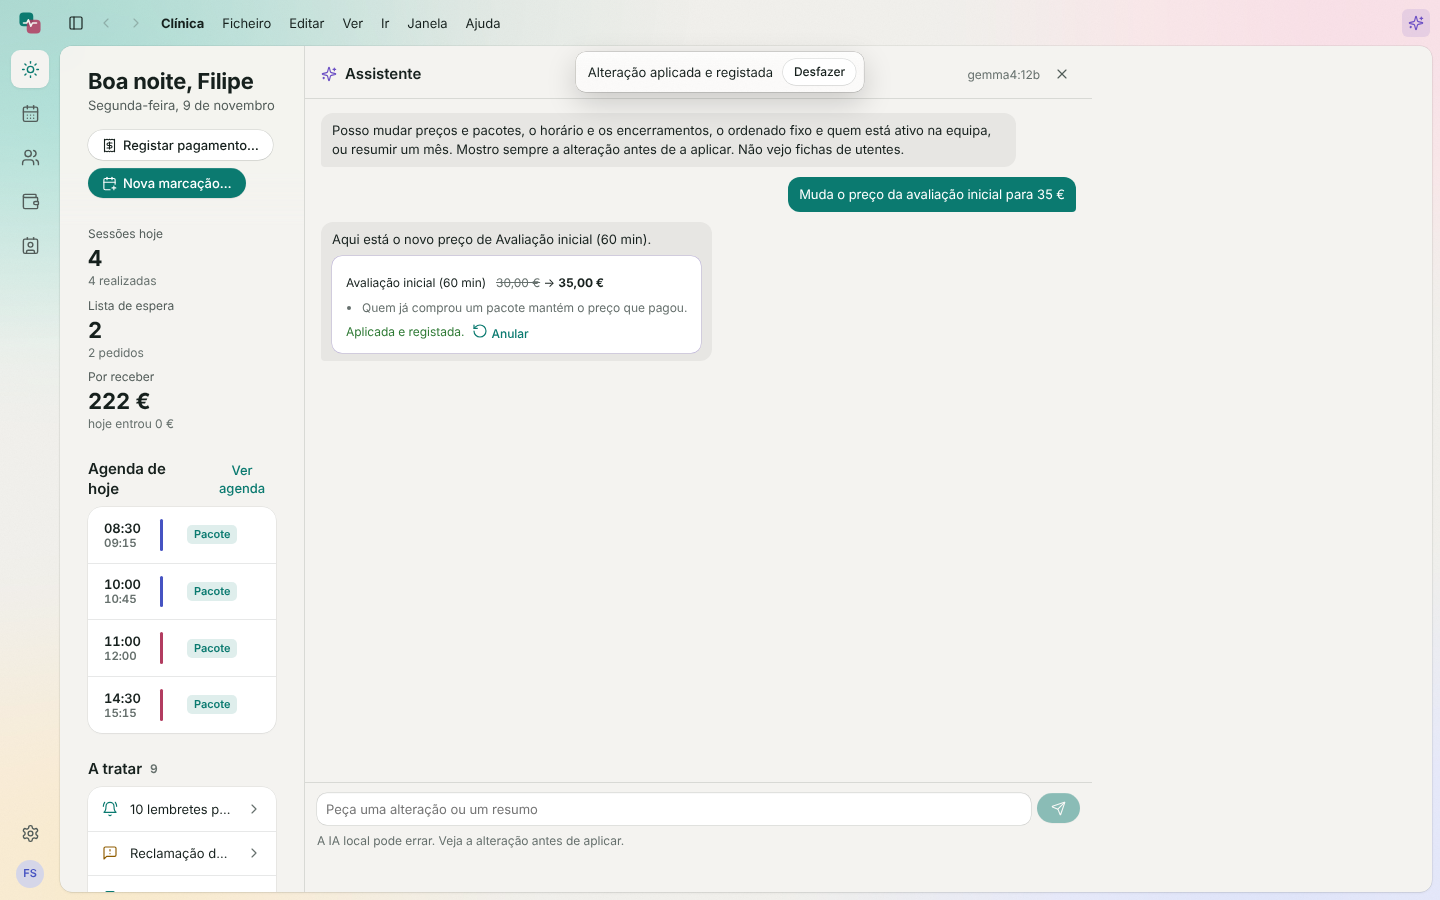 Clínica Ficheiro Editar Ver Ir Janela Ajuda
Boa noite, Filipe
Segunda-feira, 9 de novembro
Registar pagamento...
Nova marcação...
Sessões hoje
4
4 realizadas
Lista de espera
2
2 pedidos
Por receber
222 €
hoje entrou 0 €
Agenda de
hoje
Ver
agenda
08:30
09:15
Pacote
10:00
10:45
Pacote
11:00
12:00
Pacote
14:30
15:15
Pacote
A tratar 9
10 lembretes p...
Reclamação d...
FS
Assistente
Alteração aplicada e registada Desfazer
gemma4:12b
Posso mudar preços e pacotes, o horário e os encerramentos, o ordenado fixo e quem está ativo na equipa,
ou resumir um mês. Mostro sempre a alteração antes de a aplicar. Não vejo fichas de utentes.
Muda o preço da avaliação inicial para 35 €
Aqui está o novo preço de Avaliação inicial (60 min).
Avaliação inicial (60 min) 30,00 € → 35,00 €
• Quem já comprou um pacote mantém o preço que pagou.
Aplicada e registada. Anular
Peça uma alteração ou um resumo
A IA local pode errar. Veja a alteração antes de aplicar.